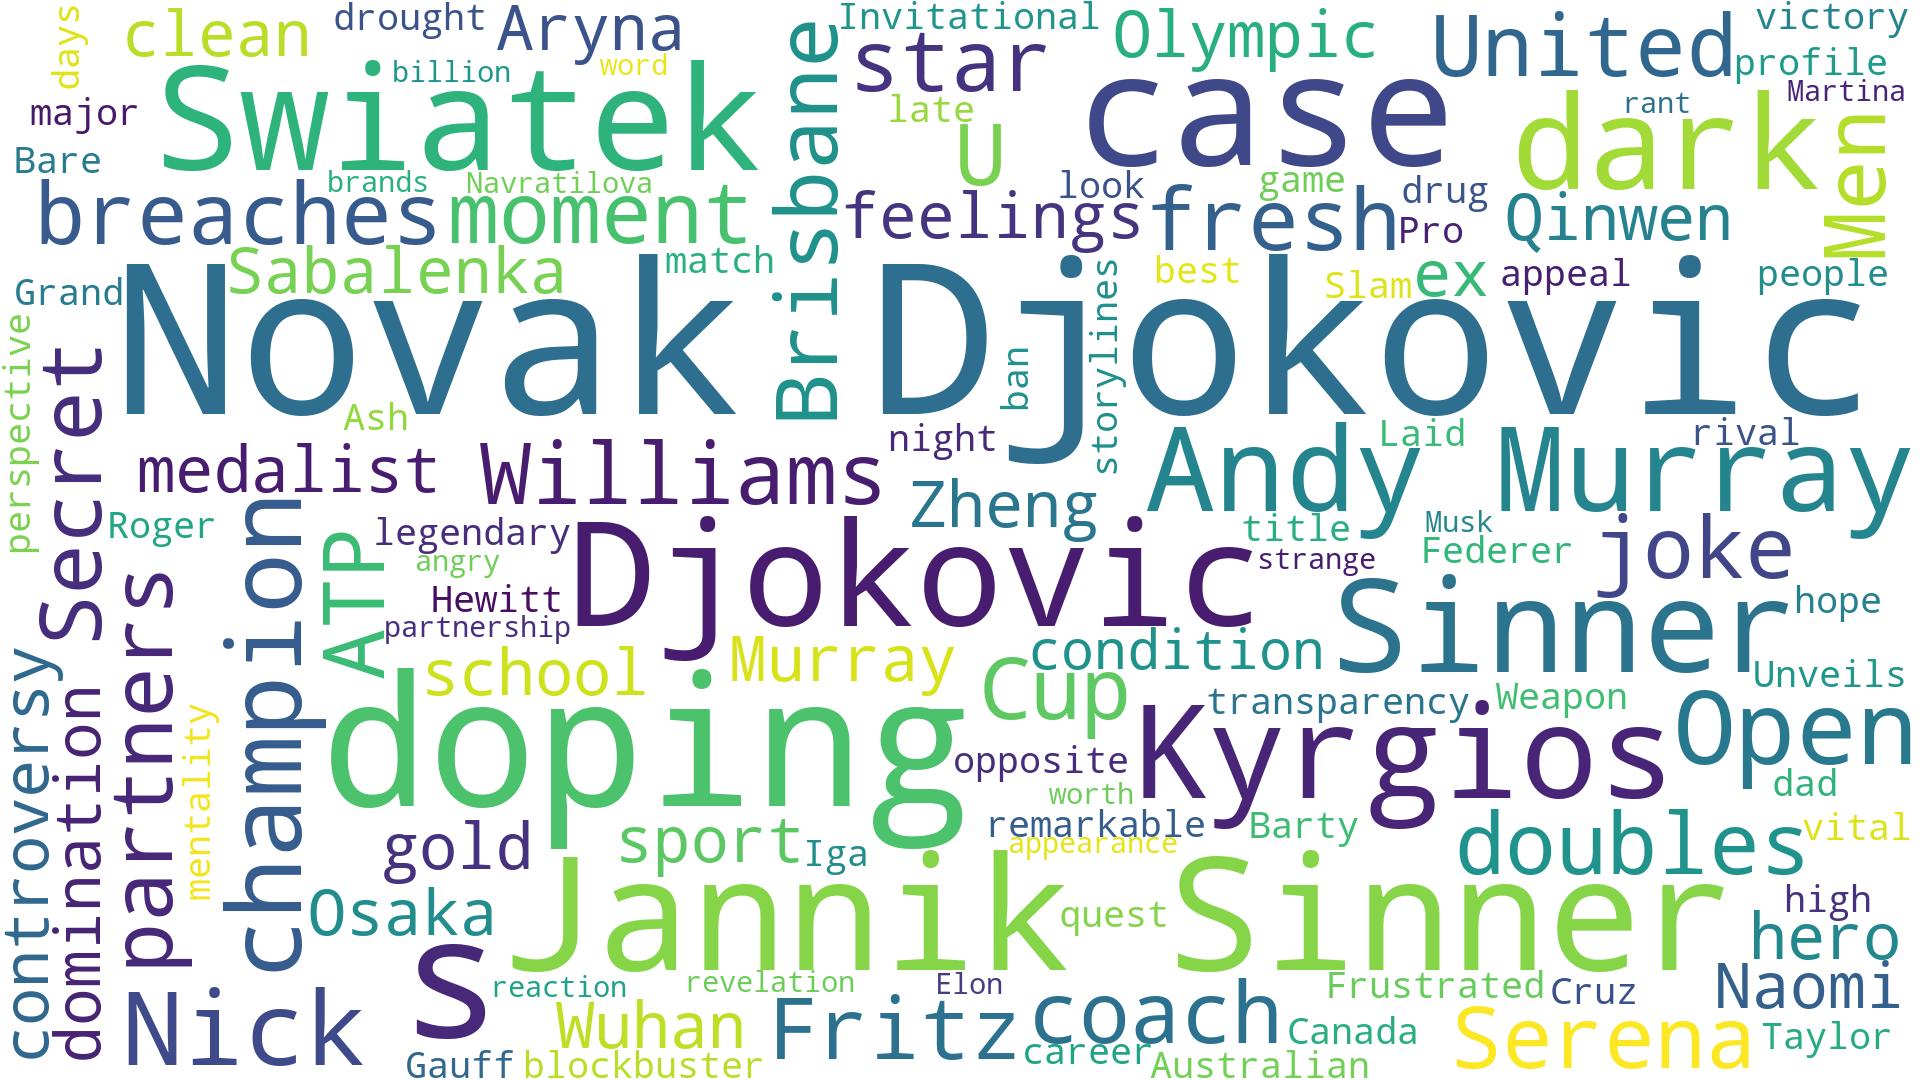 days
clean
drought
Aryna
Invitational
Olympic
United
victory
billion
word
star
profile
major
Swiatek
Brisbane
late
case
rant
Martina
dark
Bare
U
Men
brands
Navratilova
look
game
drug
breaches
moment
feelings
fresh
Pro
Qinwen
Sabalenka
match
best
Slam
ex
appeal
people
Grand
Novak Djokovic
ban
storylines
perspective
Secret
Ash
medalist
Williams
night
Andy Murray
Laid
rival
Zheng
Roger
champion
ATP
legendary
title
Musk
angry
Djokovic
strange
Federer
joke
Hewitt
partnership
Sinner
hope
controversy
domination
partners
mentality
school
Murray
condition
Unveils
doping
Cup
transparency
Weapon
Kyrgios
Open
opposite
worth
dad
gold
sport
Iga
remarkable
appearance
Barty
doubles
vital
Osaka
Jannik Sinner
quest
high
hero
s
Nick
reaction
revelation
Elon
Frustrated
Cruz
Naomi
Wuhan
Fritz
coach
Canada
Serena
Taylor
Gauff
blockbuster
career
Australian